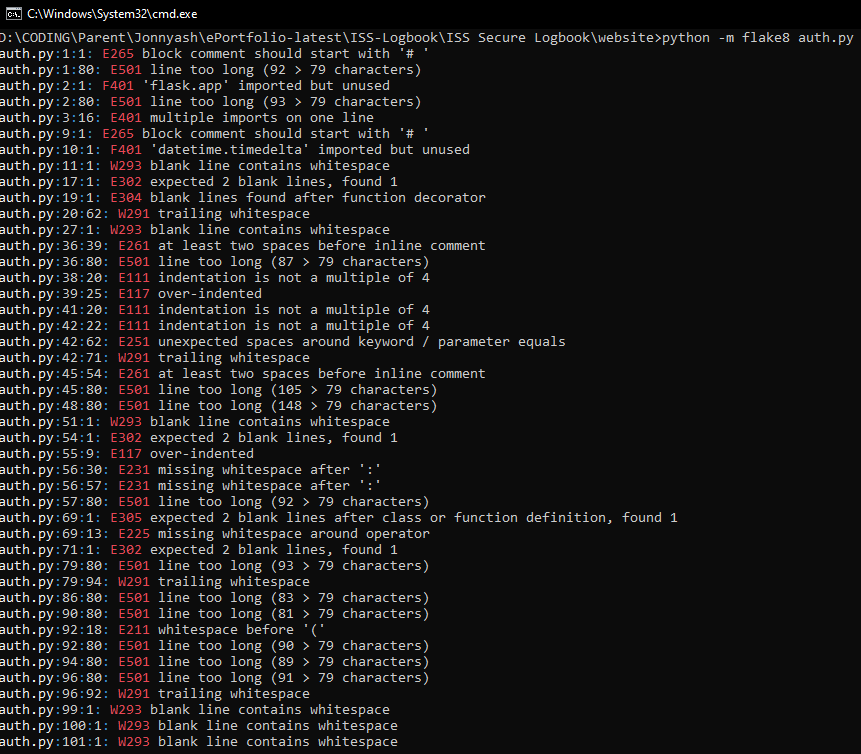 C:\Windows\System32\cmd.exe
D:\CODING\Parent\Jonnyash\ePortfolio-latest\ISS-Logbook\ISS Secure Logbook\website>python -m flake8 auth.py
auth.py:1:1: E265 block comment should start with '# '
auth.py:1:80: E501 line too long (92 > 79 characters)
auth.py:2:1: F401 'flask.app' imported but unused
auth.py:2:80: E501 line too long (93 > 79 characters)
auth.py:3:16: E401 multiple imports on one line
auth.py:9:1: E265 block comment should start with '# '
auth.py:10:1: F401 'datetime.timedelta' imported but unused
auth.py:11:1: W293 blank line contains whitespace
auth.py:17:1: E302 expected 2 blank lines, found 1
auth.py:19:1: E304 blank lines found after function decorator
auth.py:20:62: W291 trailing whitespace
auth.py:27:1: W293 blank line contains whitespace
auth.py:36:39: E261 at least two spaces before inline comment
auth.py:36:80: E501 line too long (87 > 79 characters)
auth.py:38:20: E111 indentation is not a multiple of 4
auth.py:39:25: E117 over-indented
auth.py:41:20: E111 indentation is not a multiple of 4
auth.py:42:22: E111 indentation is not a multiple of 4
auth.py:42:62: E251 unexpected spaces around keyword / parameter equals
auth.py:42:71: W291 trailing whitespace
auth.py:45:54: E261 at least two spaces before inline comment
auth.py:45:80: E501 line too long (105 > 79 characters)
auth.py:48:80: E501 line too long (148 > 79 characters)
auth.py:51:1: W293 blank line contains whitespace
auth.py:54:1: E302 expected 2 blank lines, found 1
auth.py:55:9: E117 over-indented
auth.py:56:30: E231 missing whitespace after ':'
auth.py:56:57: E231 missing whitespace after ':'
auth.py:57:80: E501 line too long (92 > 79 characters)
auth.py:69:1: E305 expected 2 blank lines after class or function definition, found 1
auth.py:69:13: E225 missing whitespace around operator
auth.py:71:1: E302 expected 2 blank lines, found 1
auth.py:79:80: E501 line too long (93 > 79 characters)
auth.py:79:94: W291 trailing whitespace
auth.py:86:80: E501 line too long (83 > 79 characters)
auth.py:90:80: E501 line too long (81 > 79 characters)
auth.py:92:18: E211 whitespace before '('
auth.py:92:80: E501 line too long (90 > 79 characters)
auth.py:94:80: E501 line too long (89 > 79 characters)
auth.py:96:80: E501 line too long (91 > 79 characters)
auth.py:96:92: W291 trailing whitespace
auth.py:99:1: W293 blank line contains whitespace
auth.py:100:1: W293 blank line contains whitespace
auth.py:101:1: W293 blank line contains whitespace